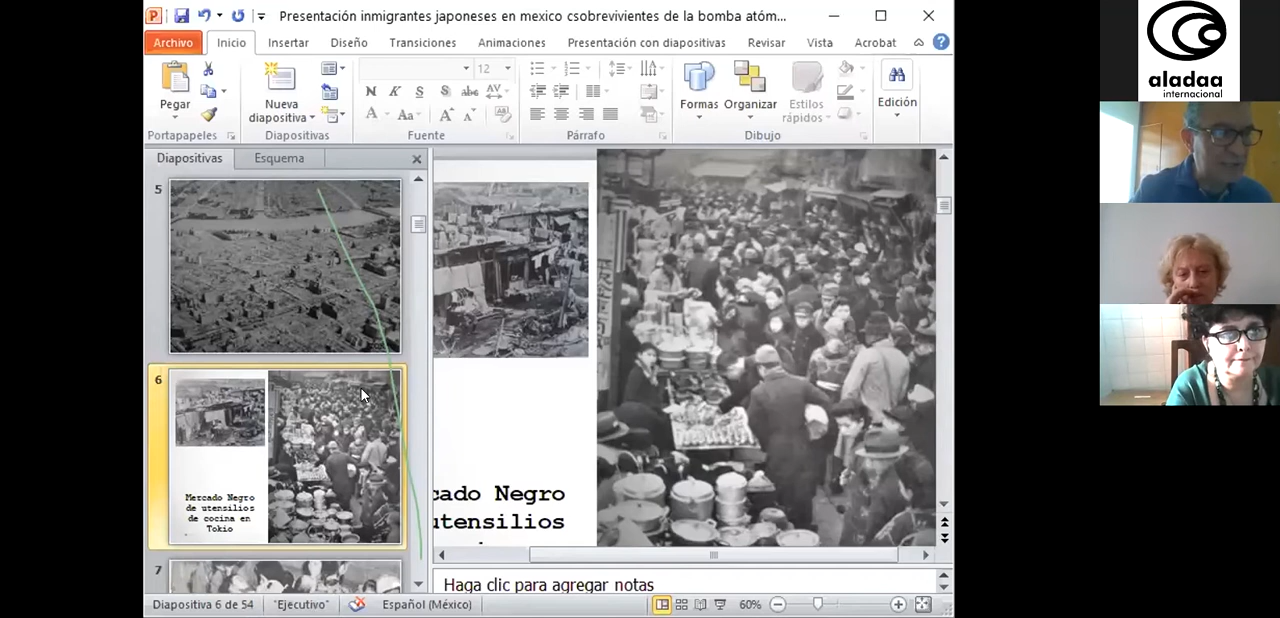 Presentación inmigrantes japoneses en mexico csobrevivientes de la bomba atóm...
Archivo
Inicio
Insertar
Diseño
Transiciones
Animaciones
Presentación con diapositivas
Revisar
Vista
Acrobat
12
Pegar
Nueva
diapositiva
Formas
Organizar
Estilos
rápidos
Edición
Portapapeles
Diapositivas
Fuente
Párrafo
Dibujo
Diapositivas
Esquema
5
6
Mercado Negro
de utensilios
de cocina en
Tokio
7
cado Negro
utensilios
Haga clic para agregar notas
Diapositiva 6 de 54
"Ejecutivo"
Español (México)
60%
aladaa
internacional